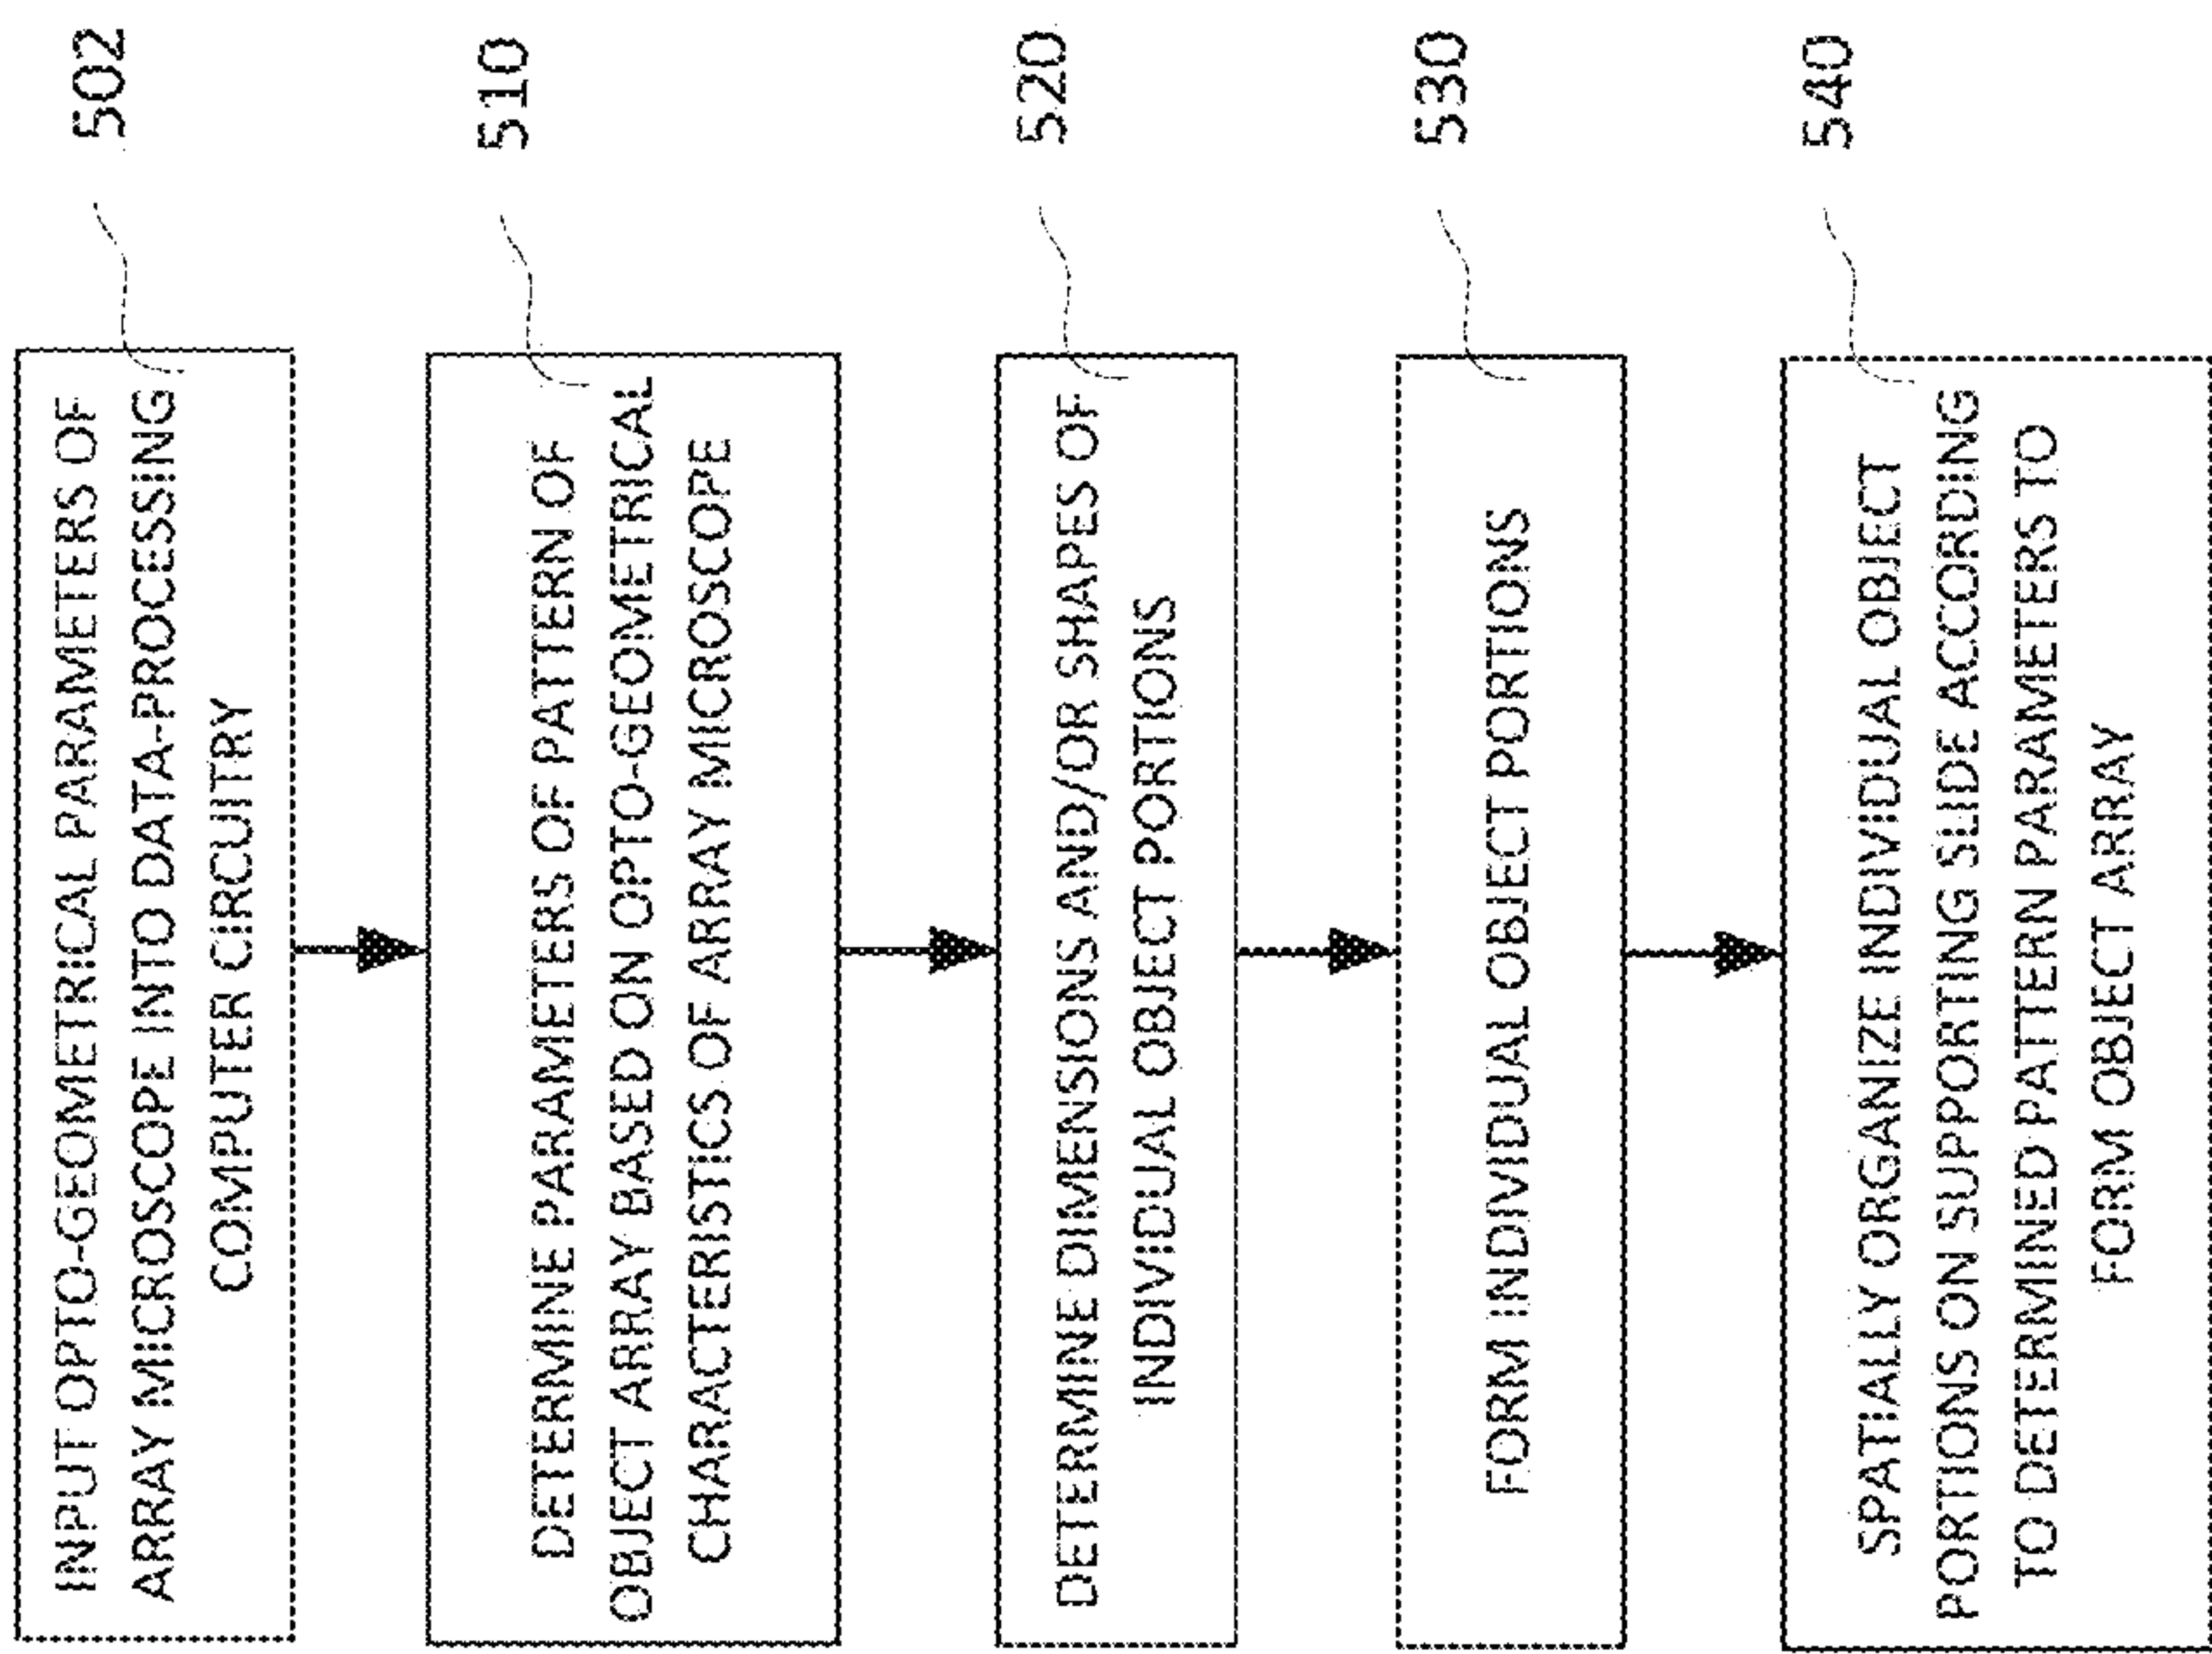 INPUT OPTO-GEOMETRICAL PARAMETERS OF
ARRAY MICROSCOPE INTO DATA-PROCESSING
COMPUTER CIRCUITRY
502
DETERMINE PARAMETERS OF PATTERN OF
OBJECT ARRAY BASED ON OPTO-GEOMETRICAL
CHARACTERISTICS OF ARRAY MICROSCOPE
510
DETERMINE DIMENSIONS AND/OR SHAPES OF
INDIVIDUAL OBJECT PORTIONS
520
FORM INDIVIDUAL OBJECT PORTIONS
530
SPATIALLY ORGANIZE INDIVIDUAL OBJECT
PORTIONS ON SUPPORTING SLIDE ACCORDING
TO DETERMINED PATTERN PARAMETERS TO
FORM OBJECT ARRAY
540